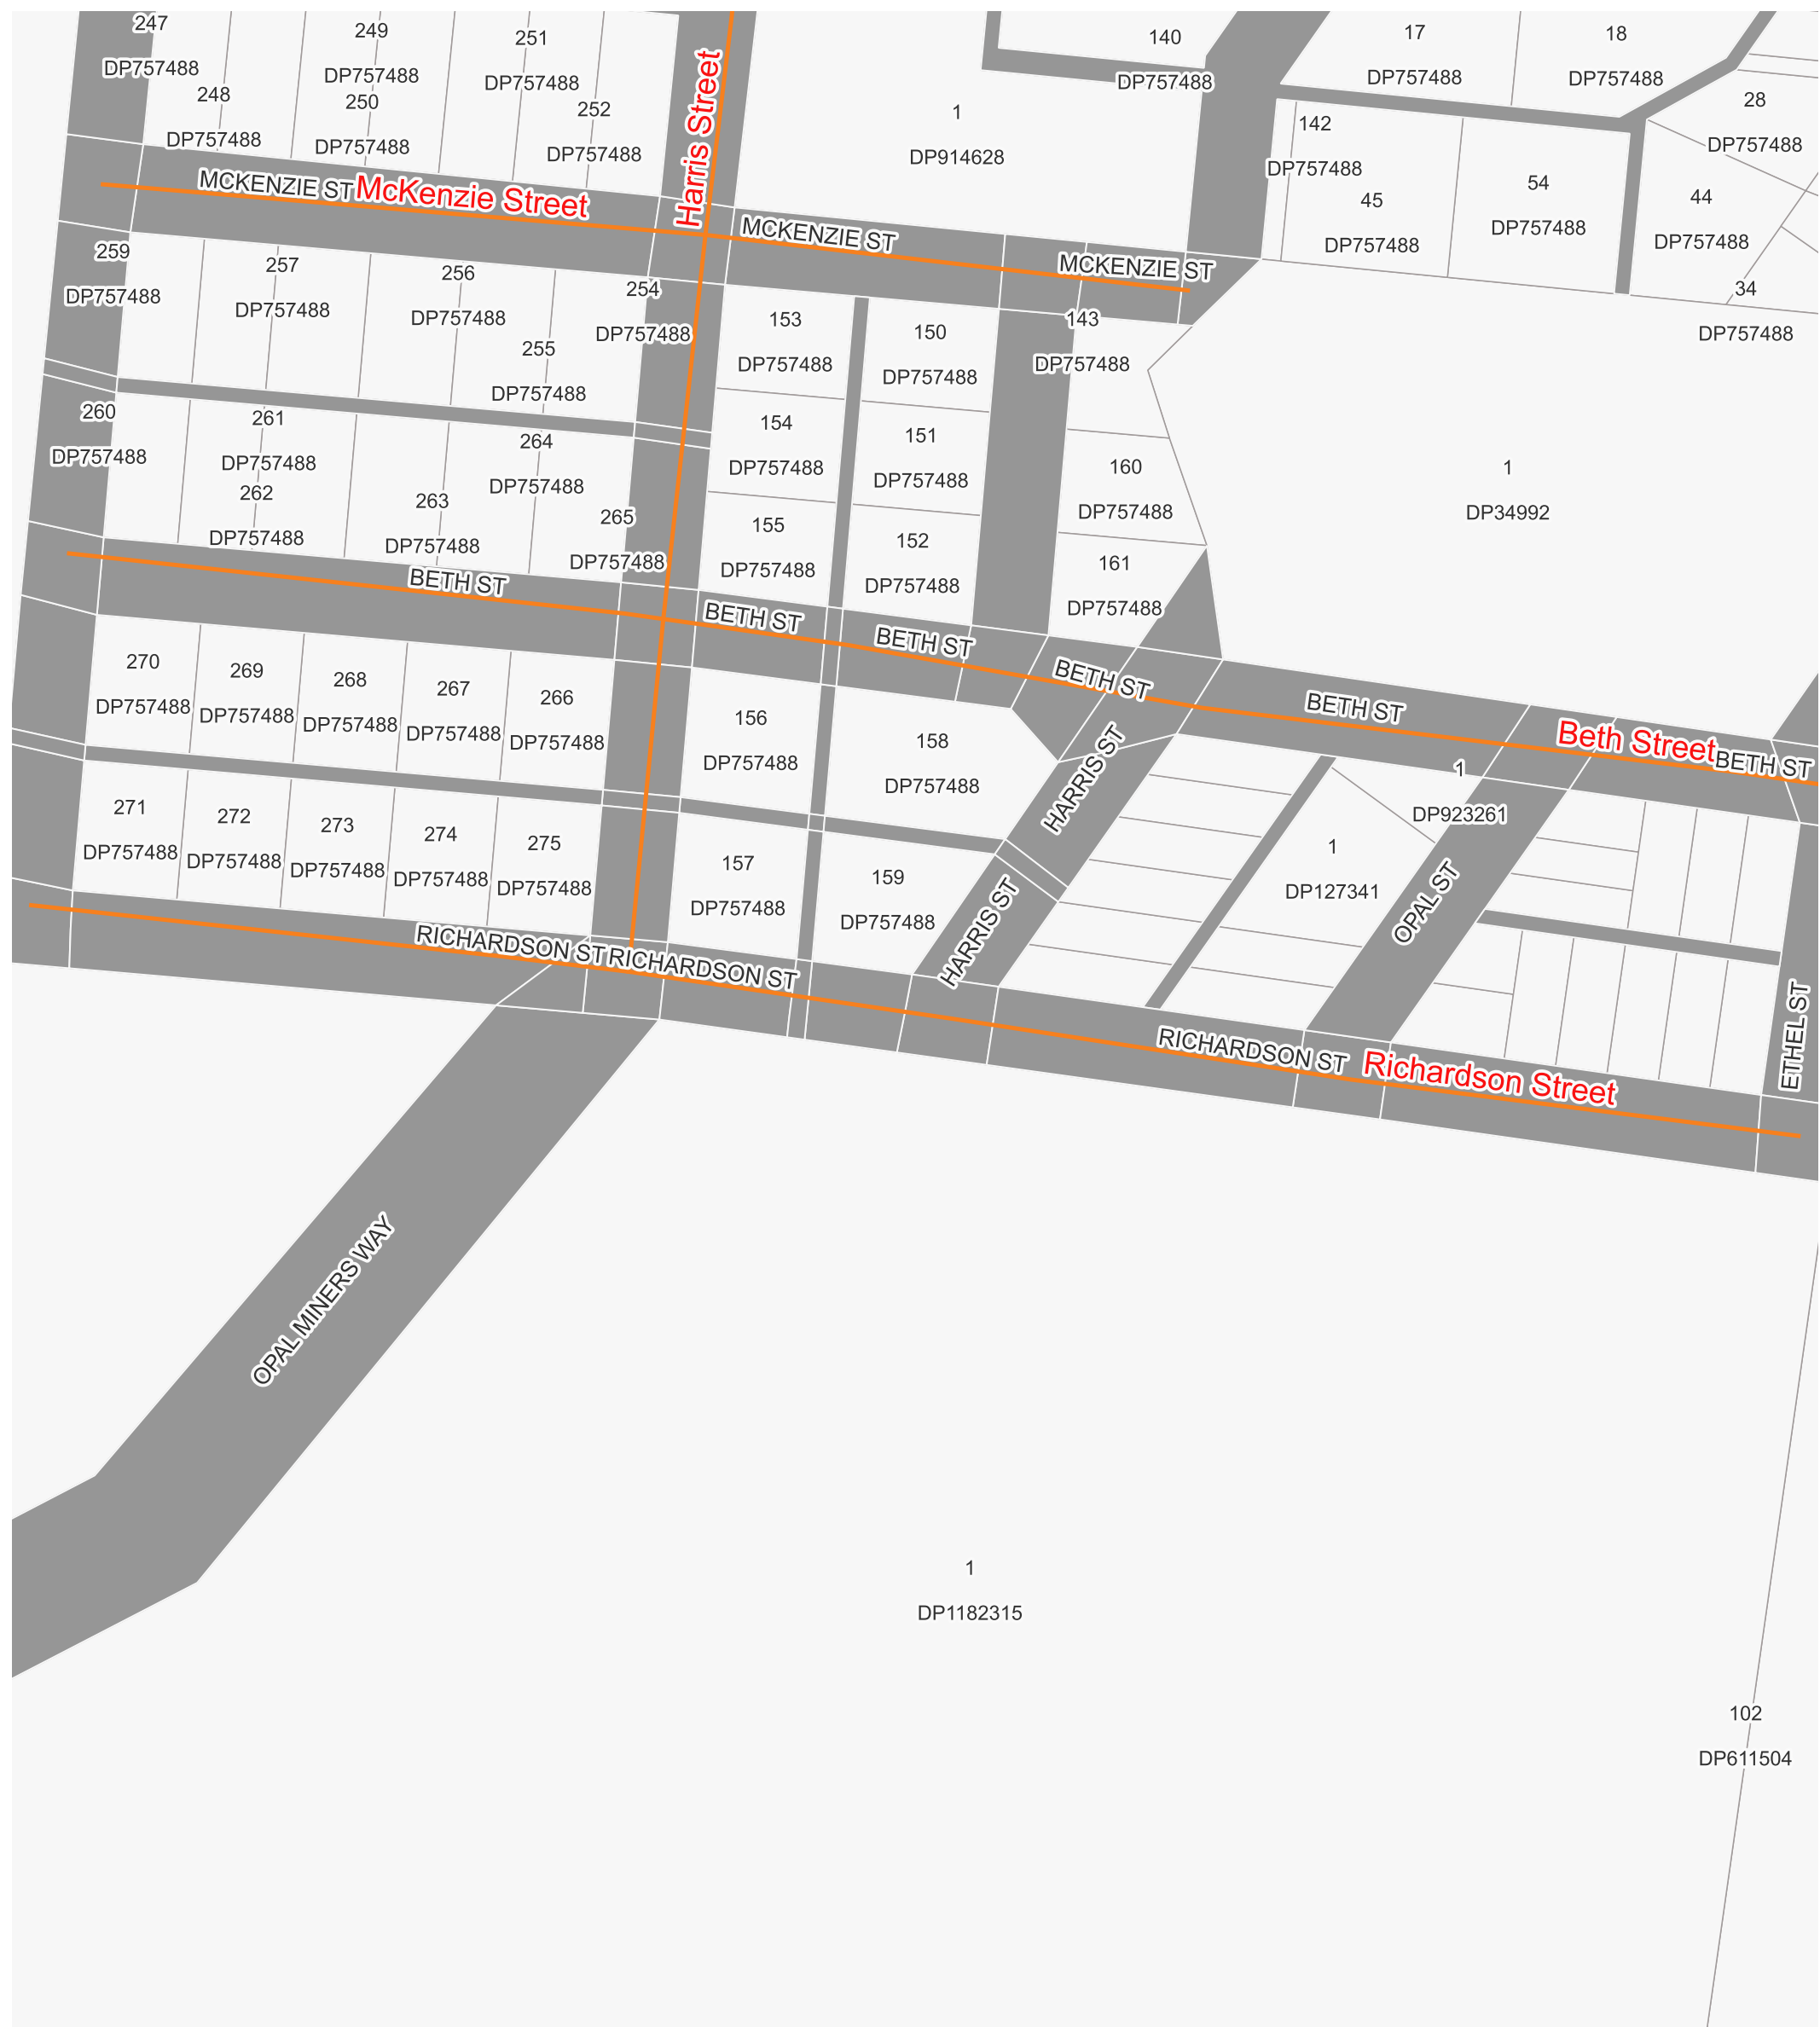 247
DP757488
248
DP757488
249
DP757488
250
DP757488
251
DP757488
252
DP757488
Harris Street
1
DP914628
140
DP757488
17
DP757488
18
DP757488
28
DP757488
142
DP757488
45
DP757488
54
DP757488
44
DP757488
34
DP757488
MCKENZIE ST
McKenzie Street
MCKENZIE ST
MCKENZIE ST
259
DP757488
257
DP757488
256
DP757488
255
DP757488
254
DP757488
153
DP757488
150
DP757488
143
DP757488
260
DP757488
261
DP757488
262
DP757488
263
DP757488
264
DP757488
265
DP757488
154
DP757488
151
DP757488
160
DP757488
1
DP34992
155
DP757488
152
DP757488
161
DP757488
BETH ST
BETH ST
BETH ST
BETH ST
BETH ST
Beth Street
BETH ST
270
DP757488
269
DP757488
268
DP757488
267
DP757488
266
DP757488
156
DP757488
158
DP757488
HARRIS ST
1
DP923261
1
DP127341
OPAL ST
271
DP757488
272
DP757488
273
DP757488
274
DP757488
275
DP757488
157
DP757488
159
DP757488
HARRIS ST
ETHEL ST
RICHARDSON ST
RICHARDSON ST
RICHARDSON ST
Richardson Street
OPAL MINERS WAY
1
DP1182315
102
DP611504